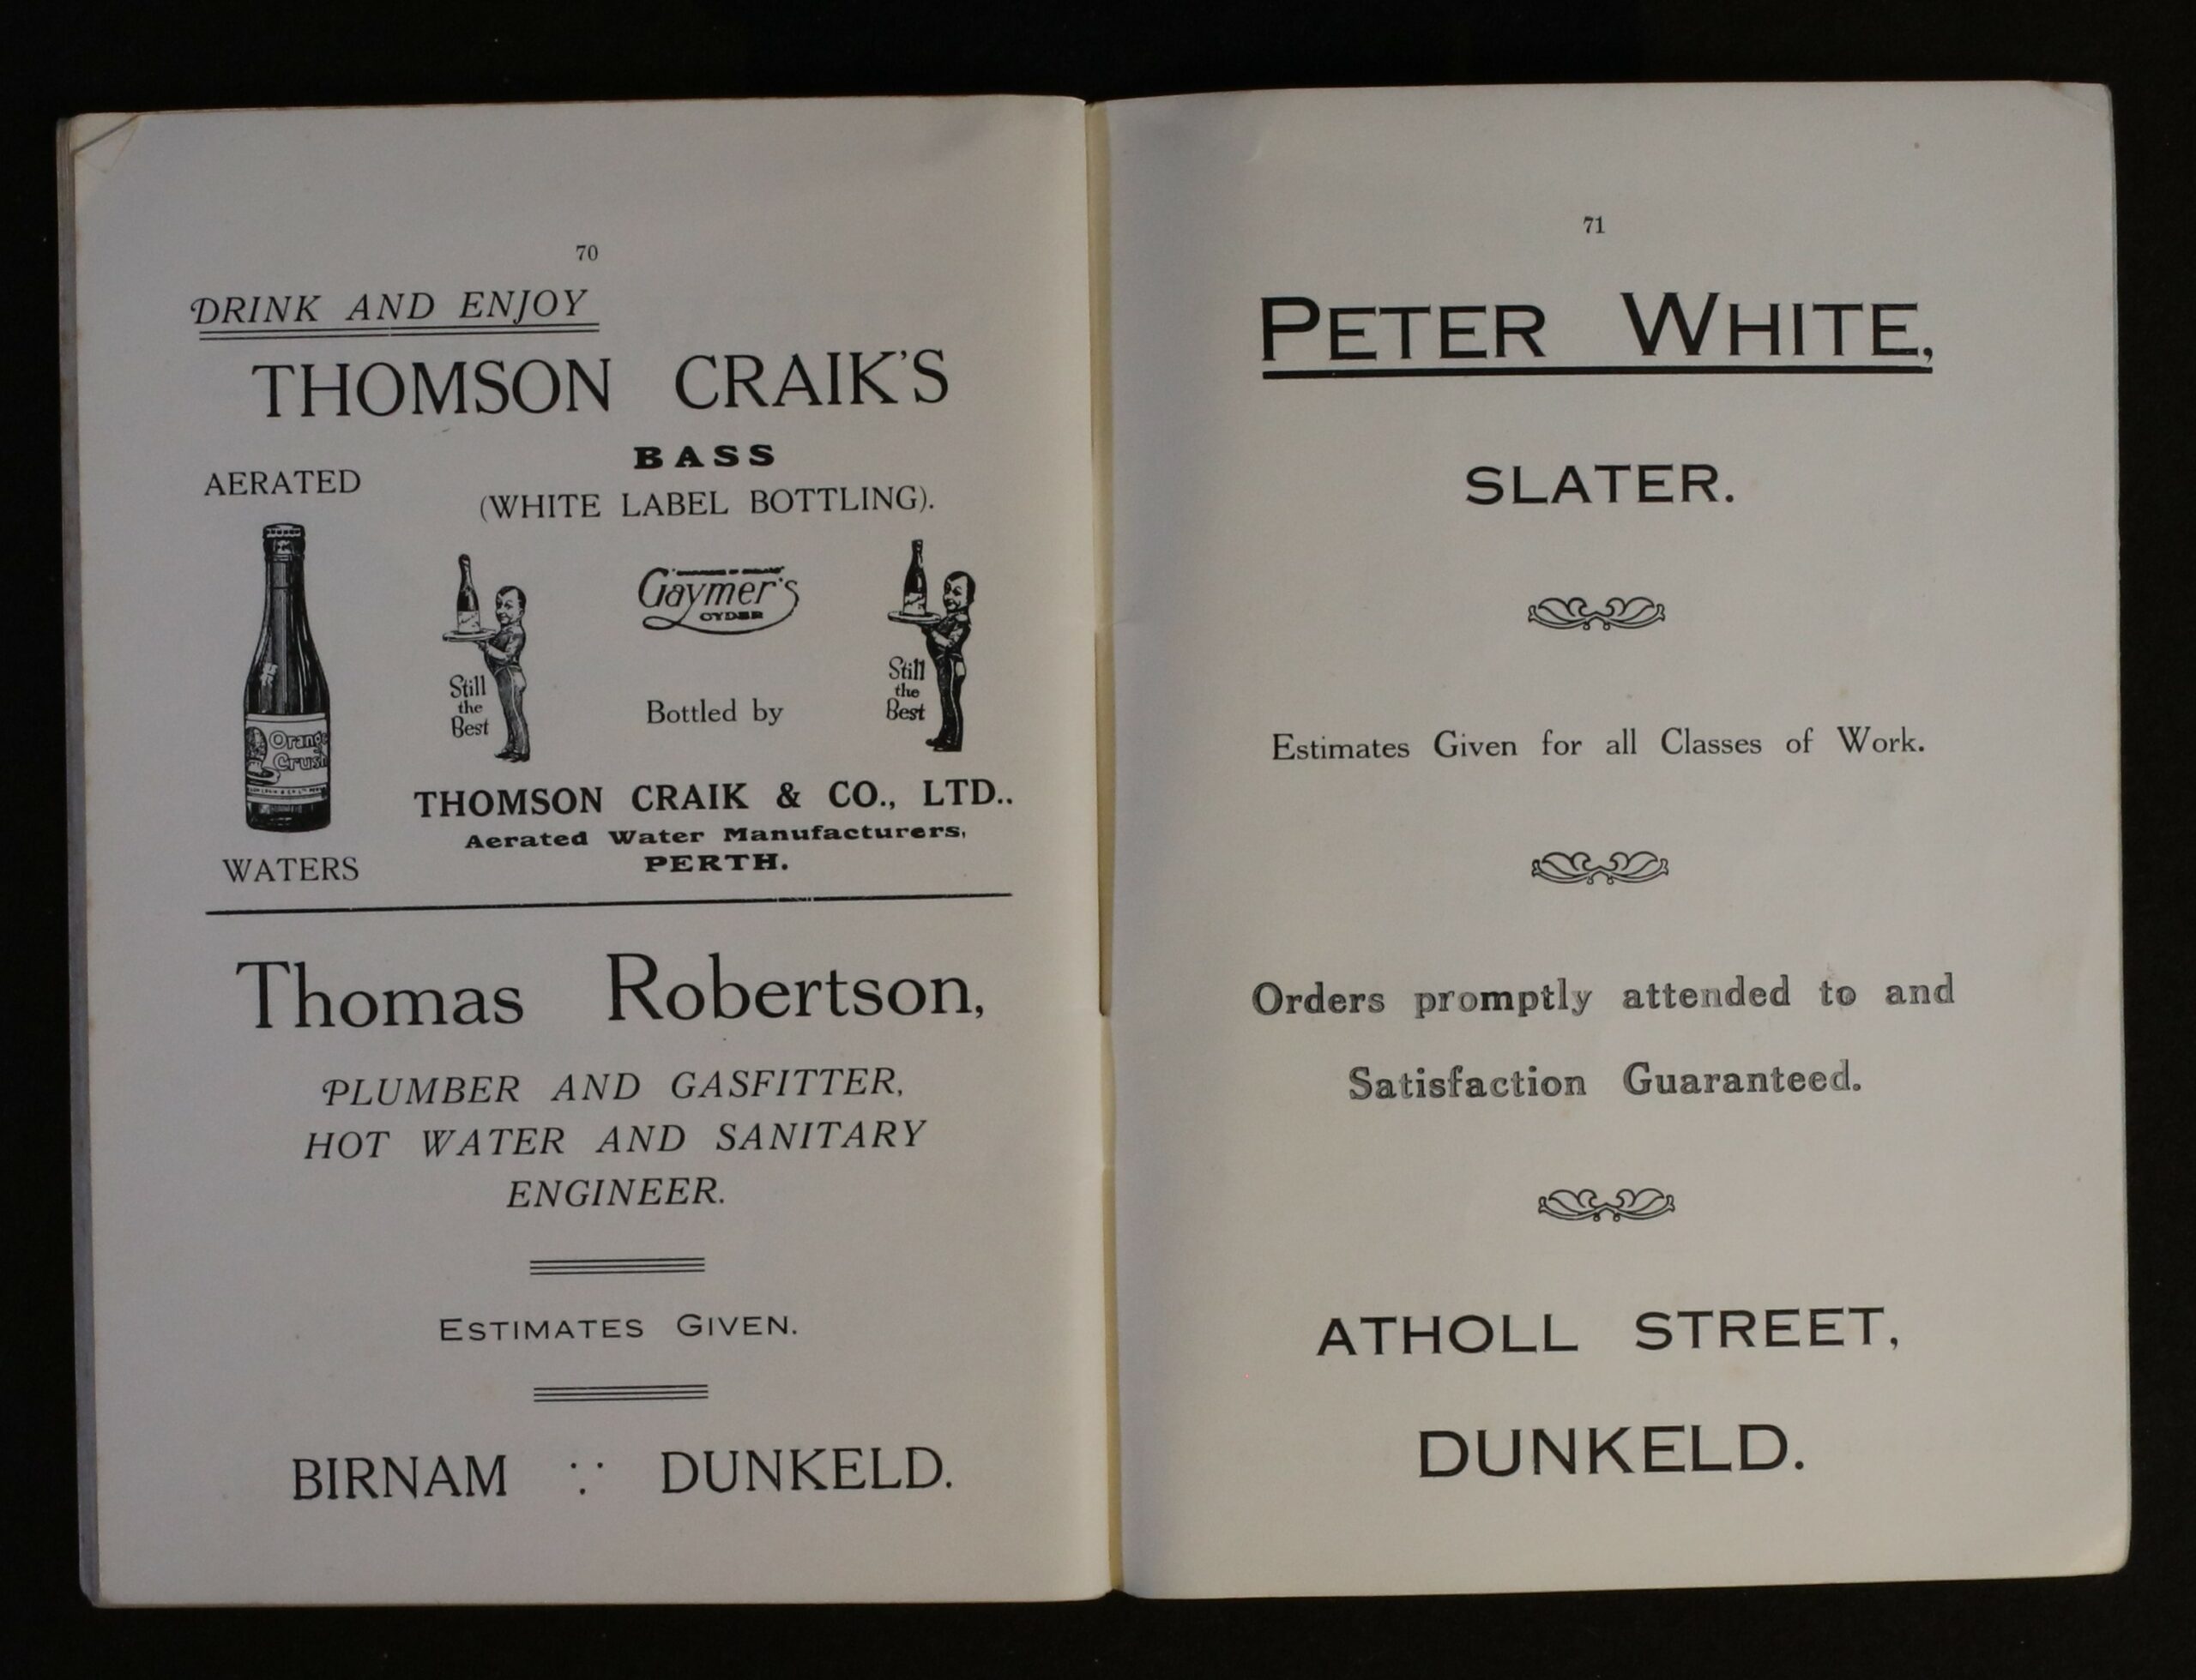 70
DRINK AND ENJOY
THOMSON CRAIK'S
AERATED
Orange
Crush
WATERS
BASS
(WHITE LABEL BOTTLING).
Still
the
Best
Gaymer's
CYDER
Bottled by
Still
the
Best
THOMSON CRAIK & CO., LTD..
Aerated Water Manufacturers,
PERTH.
Thomas Robertson,
PLUMBER AND GASFITTER,
HOT WATER AND SANITARY
ENGINEER.
ESTIMATES GIVEN.
BIRNAM ∵ DUNKELD.
71
PETER WHITE,
SLATER.
Estimates Given for all Classes of Work.
Orders promptly attended to and
Satisfaction Guaranteed.
ATHOLL STREET,
DUNKELD.